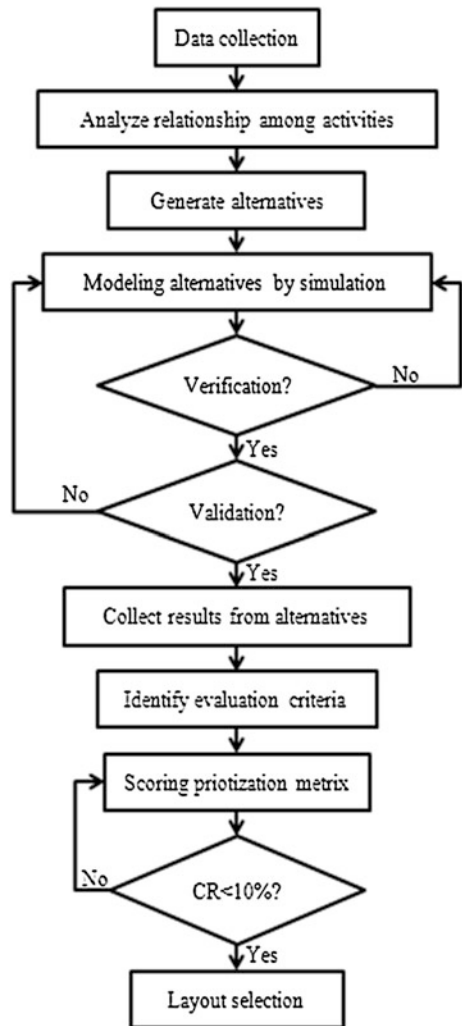 Data collection
Analyze relationship among activities
Generate alternatives
Modeling alternatives by simulation
Verification?
No
Yes
No
Validation?
Yes
Collect results from alternatives
Identify evaluation criteria
Scoring priotization metrix
No
CR<10%?
Yes
Layout selection